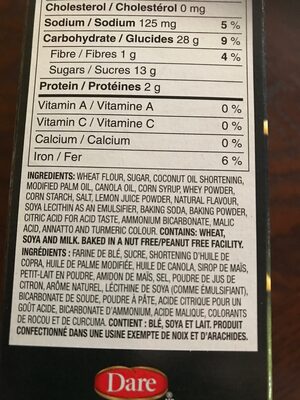 Cholesterol / Cholestérol 0 mg
Sodium / Sodium 125 mg 5 %
Carbohydrate / Glucides 28 g 9 %
Fibre / Fibres 1 g 4 %
Sugars / Sucres 13 g
Protein / Protéines 2 g
Vitamin A / Vitamine A 0 %
Vitamin C / Vitamine C 0 %
Calcium / Calcium 0 %
Iron / Fer 6 %
INGREDIENTS: WHEAT FLOUR, SUGAR, COCONUT OIL SHORTENING,
MODIFIED PALM OIL, CANOLA OIL, CORN SYRUP, WHEY POWDER,
CORN STARCH, SALT, LEMON JUICE POWDER, NATURAL FLAVOUR,
SOYA LECITHIN AS AN EMULSIFIER, BAKING SODA, BAKING POWDER,
CITRIC ACID FOR ACID TASTE, AMMONIUM BICARBONATE, MALIC
ACID, ANNATTO AND TURMERIC COLOUR. CONTAINS: WHEAT,
SOYA AND MILK. BAKED IN A NUT FREE/PEANUT FREE FACILITY.
INGRÉDIENTS : FARINE DE BLÉ, SUCRE, SHORTENING D'HUILE DE
COPRA, HUILE DE PALME MODIFIÉE, HUILE DE CANOLA, SIROP DE MAÏS,
PETIT-LAIT EN POUDRE, AMIDON DE MAÏS, SEL, POUDRE DE JUS DE
CITRON, ARÔME NATUREL, LÉCITHINE DE SOYA (COMME ÉMULSIFIANT),
BICARBONATE DE SOUDE, POUDRE À PÂTE, ACIDE CITRIQUE POUR UN
GOÛT ACIDE, BICARBONATE D'AMMONIUM, ACIDE MALIQUE, COLORANTS
DE ROCOU ET DE CURCUMA. CONTIENT : BLÉ, SOYA ET LAIT. PRODUIT
CONFECTIONNÉ DANS UNE USINE EXEMPTE DE NOIX ET D'ARACHIDES.
Dare